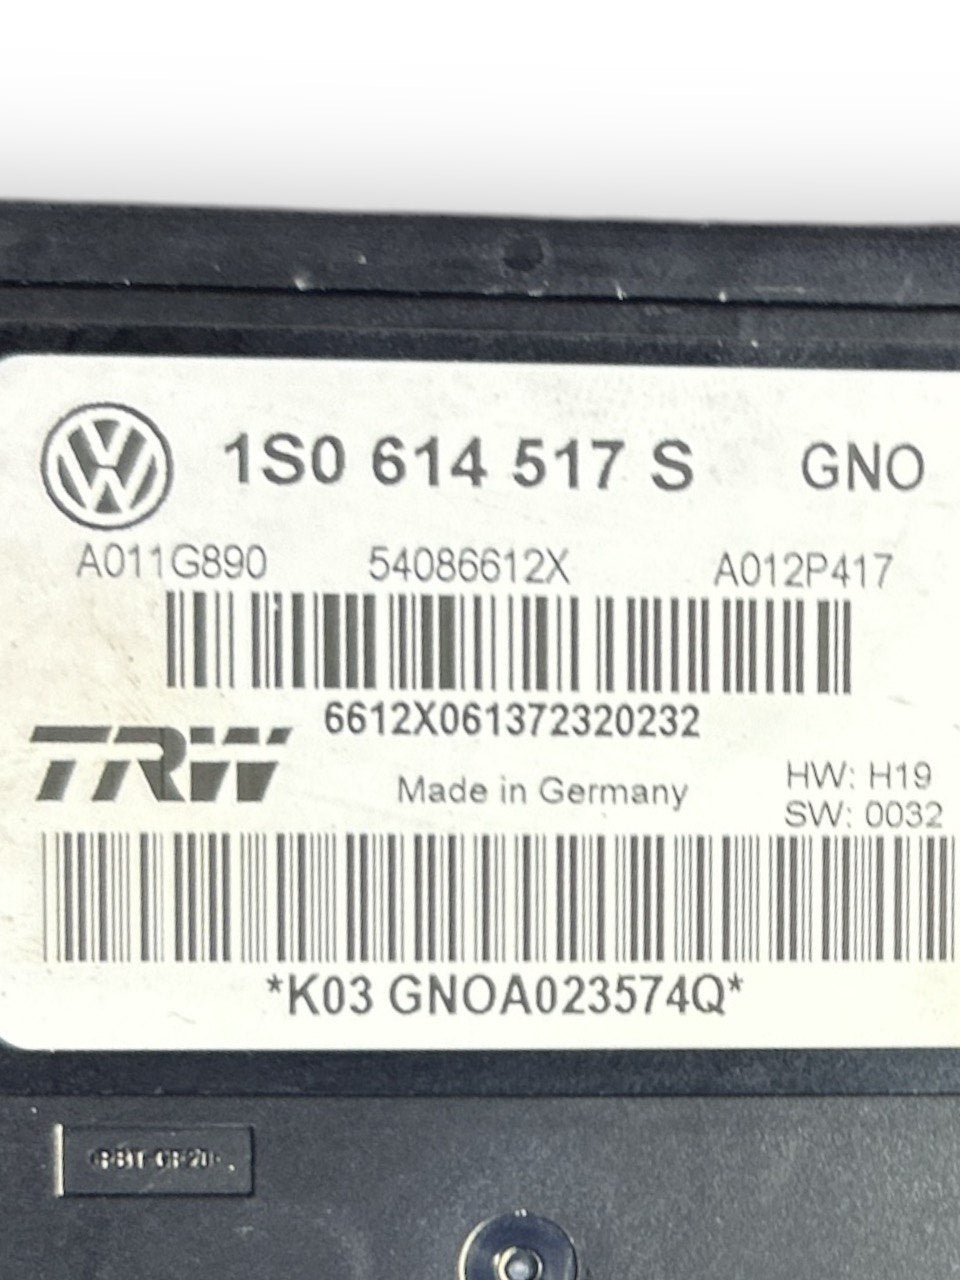 1S0 614 517 S GNO
A011G890 54086612X A012P417
6612X061372320232
TRW
Made in Germany
HW: H19
SW: 0032
*K03 GNOA023574Q*